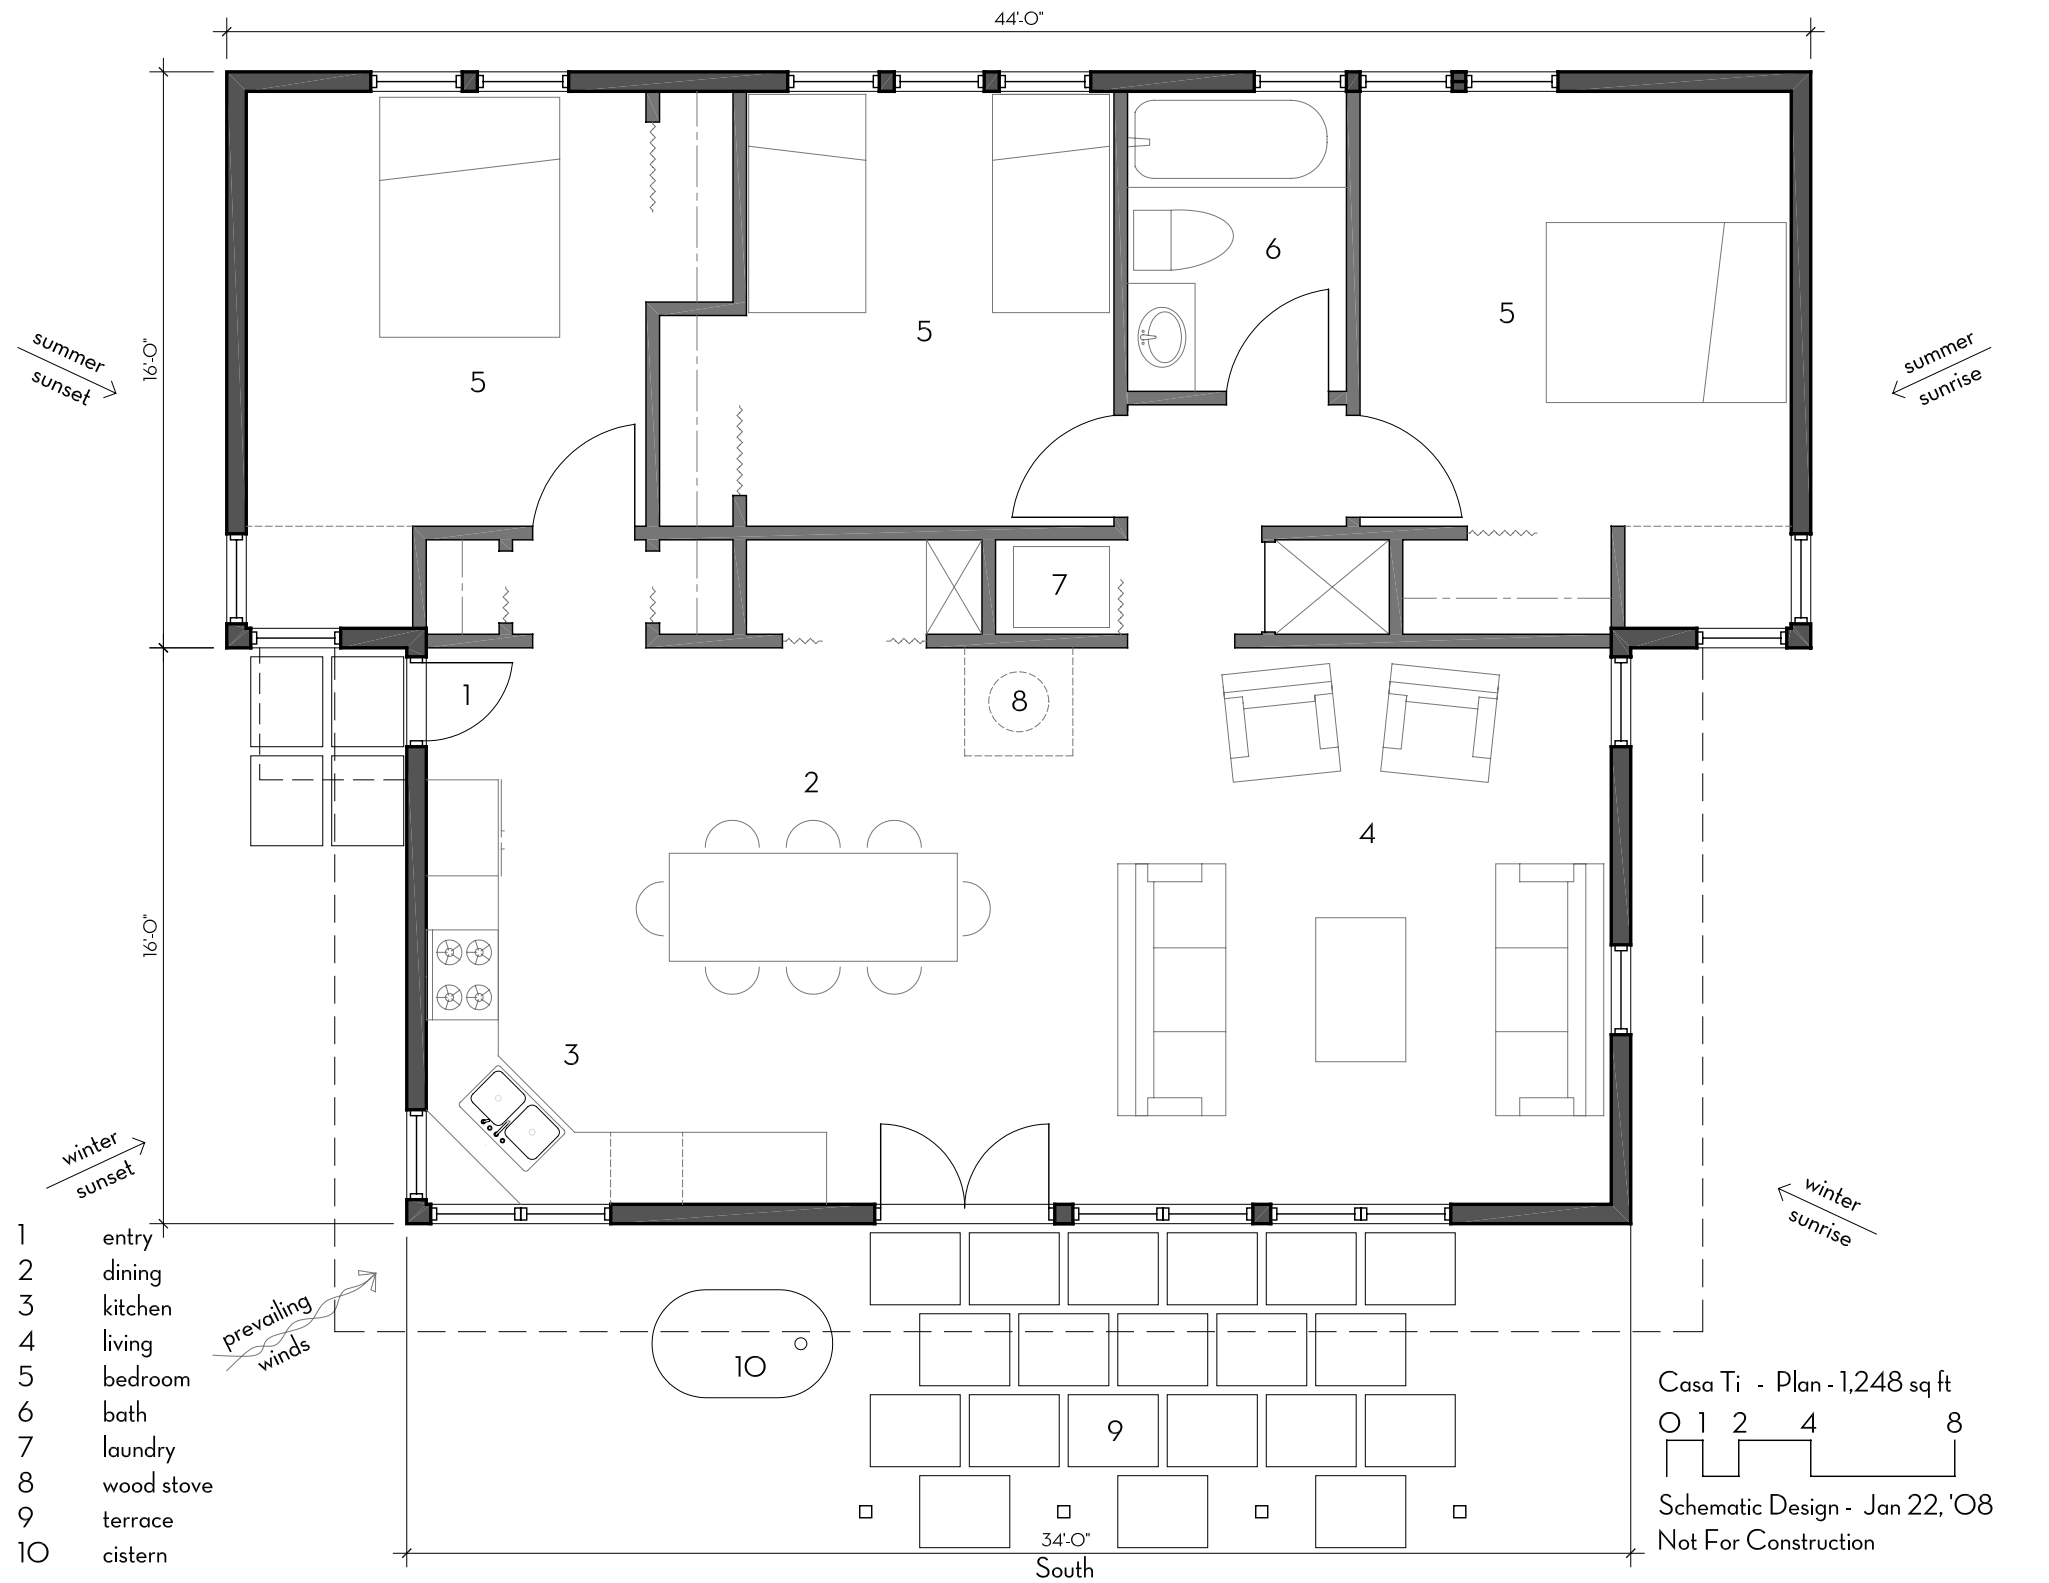 44'-0"
16'-0"
summer
sunset
summer
sunrise
5
5
6
5
7
1
8
2
4
16'-0"
3
winter
sunset
winter
sunrise
prevailing
winds
10
9
1 entry
2 dining
3 kitchen
4 living
5 bedroom
6 bath
7 laundry
8 wood stove
9 terrace
10 cistern
34'-0"
South
Casa Ti - Plan - 1,248 sq ft
0 1 2 4 8
Schematic Design - Jan 22, '08
Not For Construction